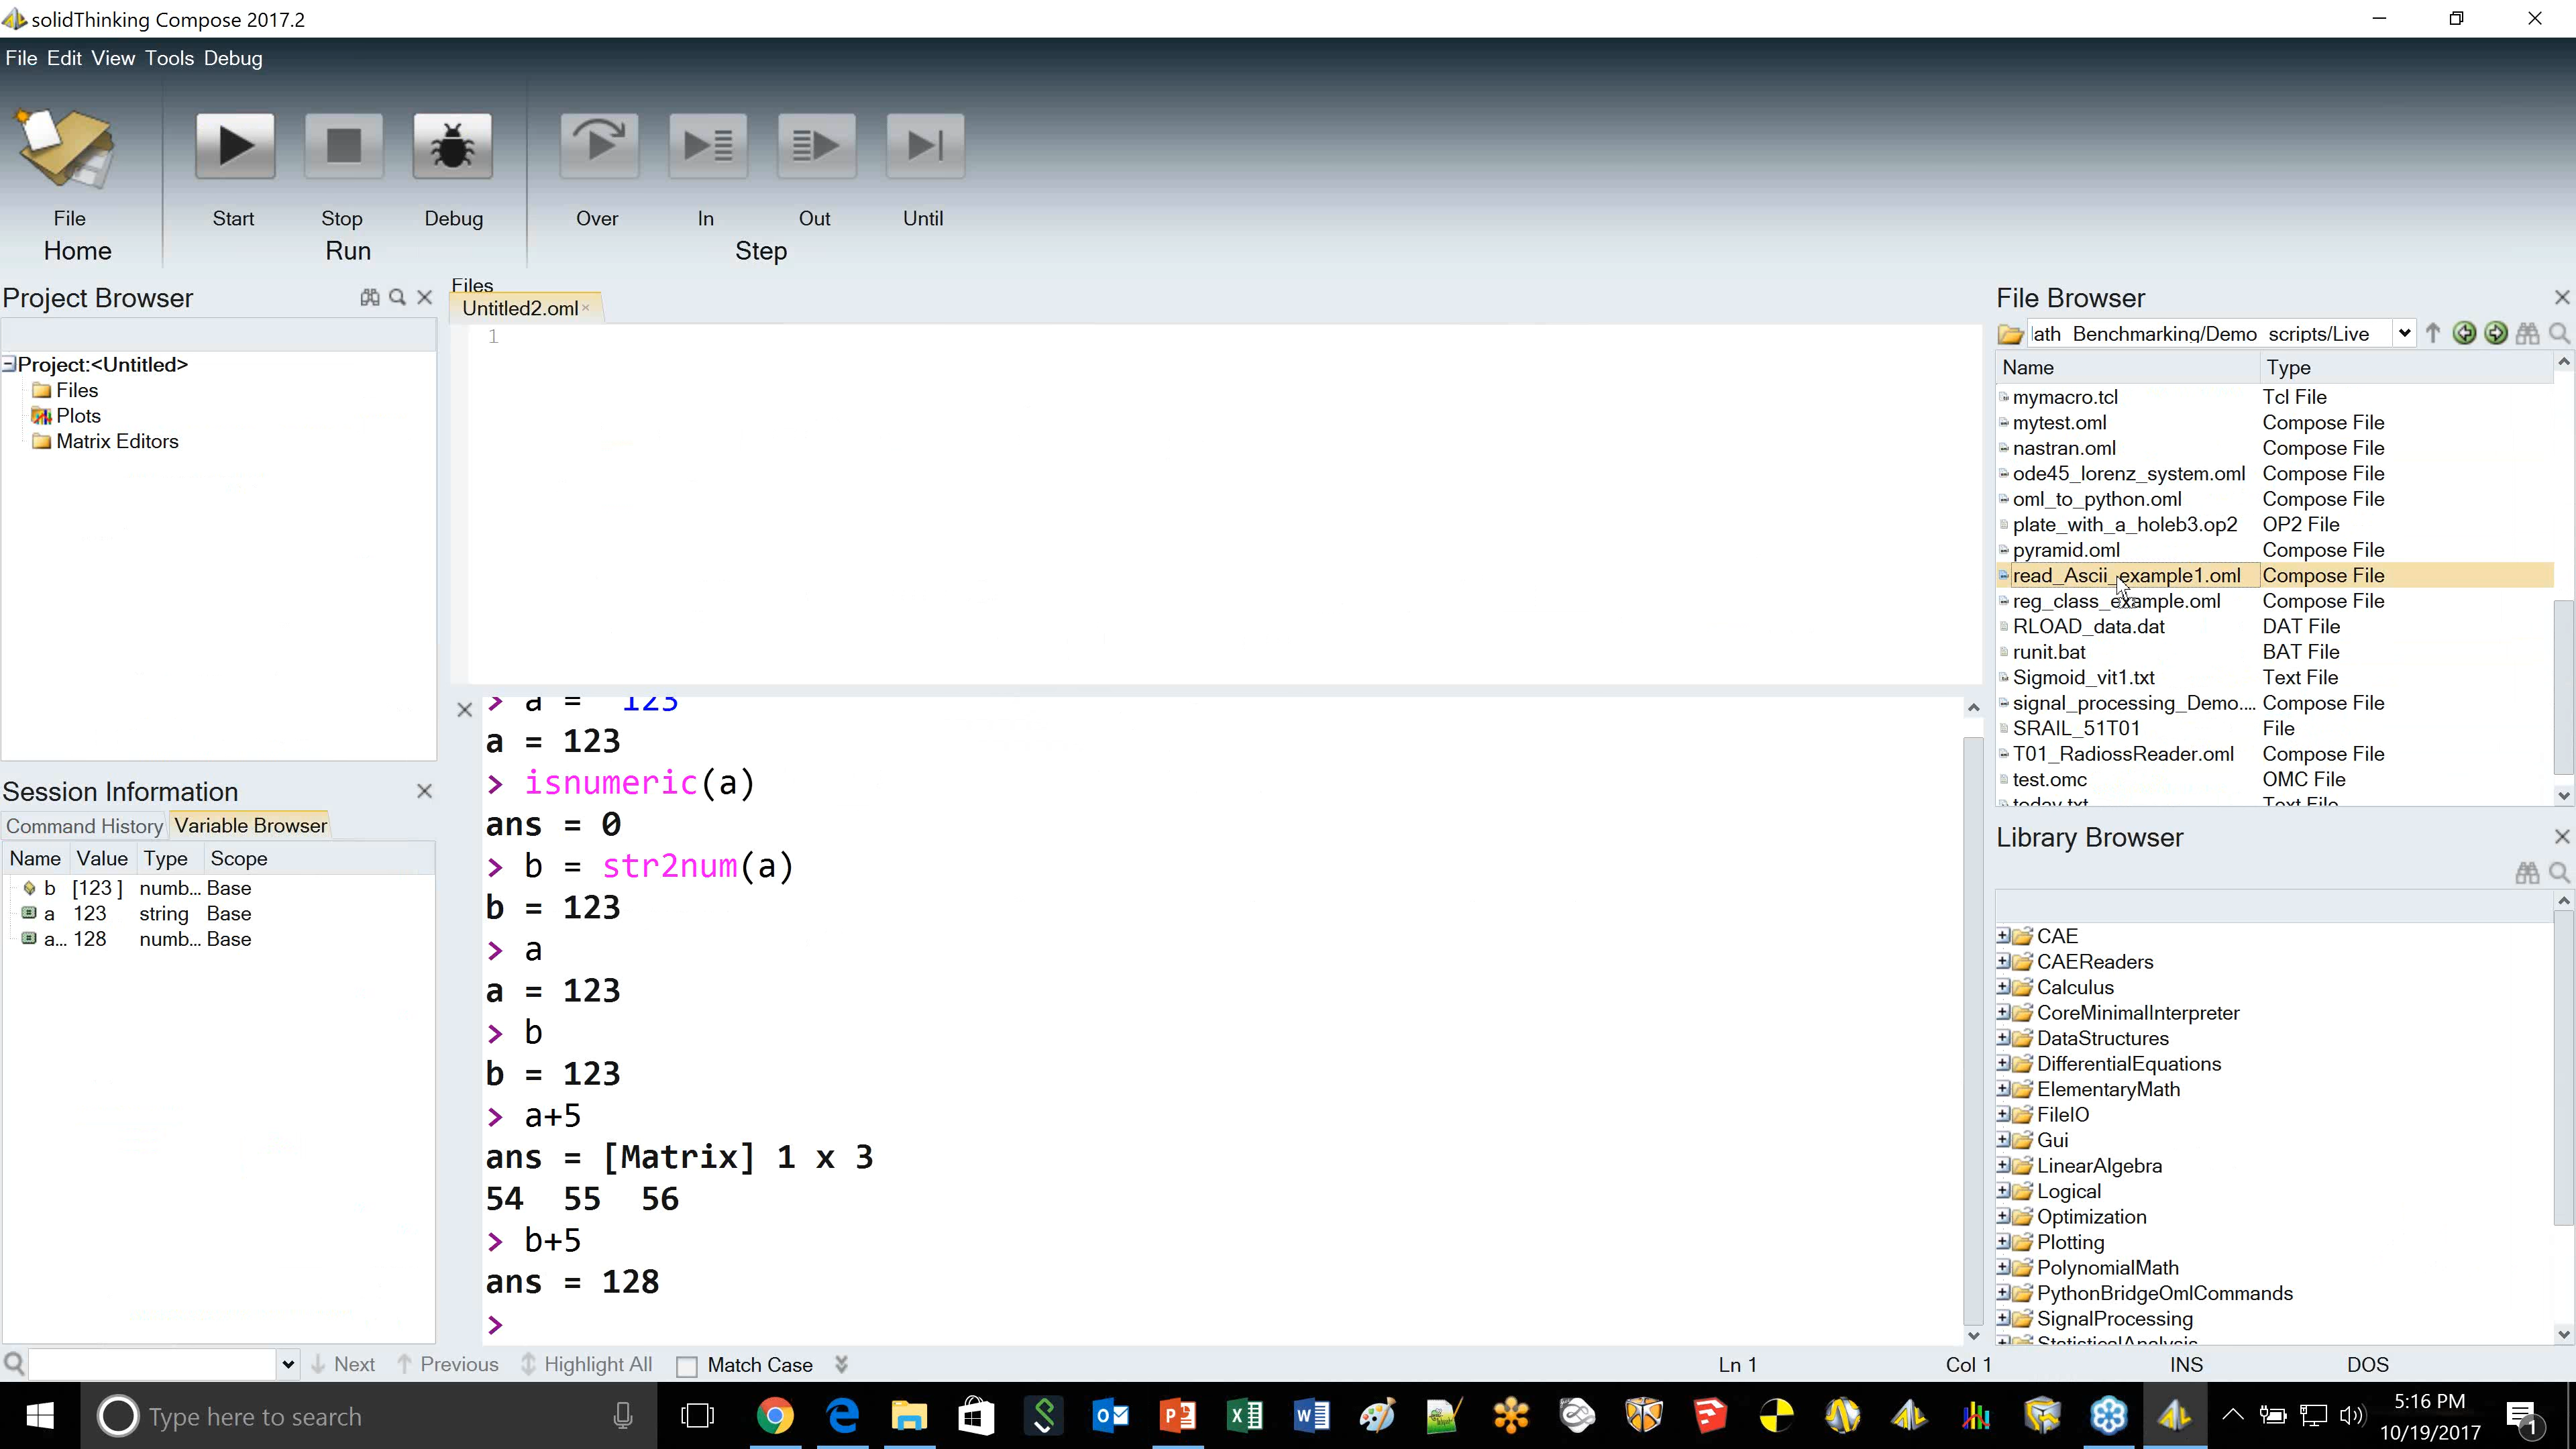 solidThinking Compose 2017.2
File Edit View Tools Debug
File Start Stop Debug Over In Out Until
Home Run Step
Project Browser
Project:<Untitled>
Files
Plots
Matrix Editors
Session Information
Command History Variable Browser
Name Value Type Scope
b [123 ] numb... Base
a 123 string Base
a... 128 numb... Base
Files
Untitled2.oml
1
> a = 123
a = 123
> isnumeric(a)
ans = 0
> b = str2num(a)
b = 123
> a
a = 123
> b
b = 123
> a+5
ans = [Matrix] 1 x 3
54 55 56
> b+5
ans = 128
>
File Browser
ath_Benchmarking/Demo_scripts/Live
Name Type
mymacro.tcl Tcl File
mytest.oml Compose File
nastran.oml Compose File
ode45_lorenz_system.oml Compose File
oml_to_python.oml Compose File
plate_with_a_holeb3.op2 OP2 File
pyramid.oml Compose File
read_Ascii_example1.oml Compose File
reg_class_example.oml Compose File
RLOAD_data.dat DAT File
runit.bat BAT File
Sigmoid_vit1.txt Text File
signal_processing_Demo.... Compose File
SRAIL_51T01 File
T01_RadiossReader.oml Compose File
test.omc OMC File
today.txt Text File
Library Browser
CAE
CAEReaders
Calculus
CoreMinimalInterpreter
DataStructures
DifferentialEquations
ElementaryMath
FileIO
Gui
LinearAlgebra
Logical
Optimization
Plotting
PolynomialMath
PythonBridgeOmlCommands
SignalProcessing
StatisticalAnalysis
Next Previous Highlight All Match Case
Ln 1 Col 1 INS DOS
Type here to search
5:16 PM
10/19/2017
1